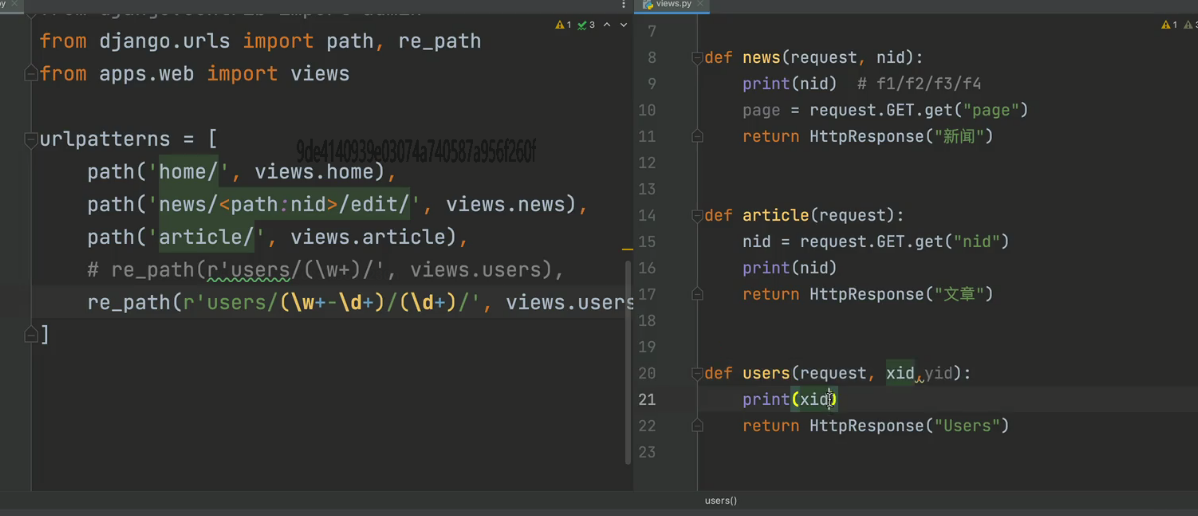 py
from django.urls import path, re_path
from apps.web import views
urlpatterns = [
path('home/', views.home),
path('news/<path:nid>/edit/', views.news),
path('article/', views.article),
# re_path(r'users/(\w+)/', views.users),
re_path(r'users/(\w+-\d+)/(\d+)/', views.users
]
9de4140939e03074a740587a956f260f
1 3
views.py
1 3
7
8 def news(request, nid):
9 print(nid) # f1/f2/f3/f4
10 page = request.GET.get("page")
11 return HttpResponse("新闻")
12
13
14 def article(request):
15 nid = request.GET.get("nid")
16 print(nid)
17 return HttpResponse("文章")
18
19
20 def users(request, xid,yid):
21 print(xid)
22 return HttpResponse("Users")
23
users()